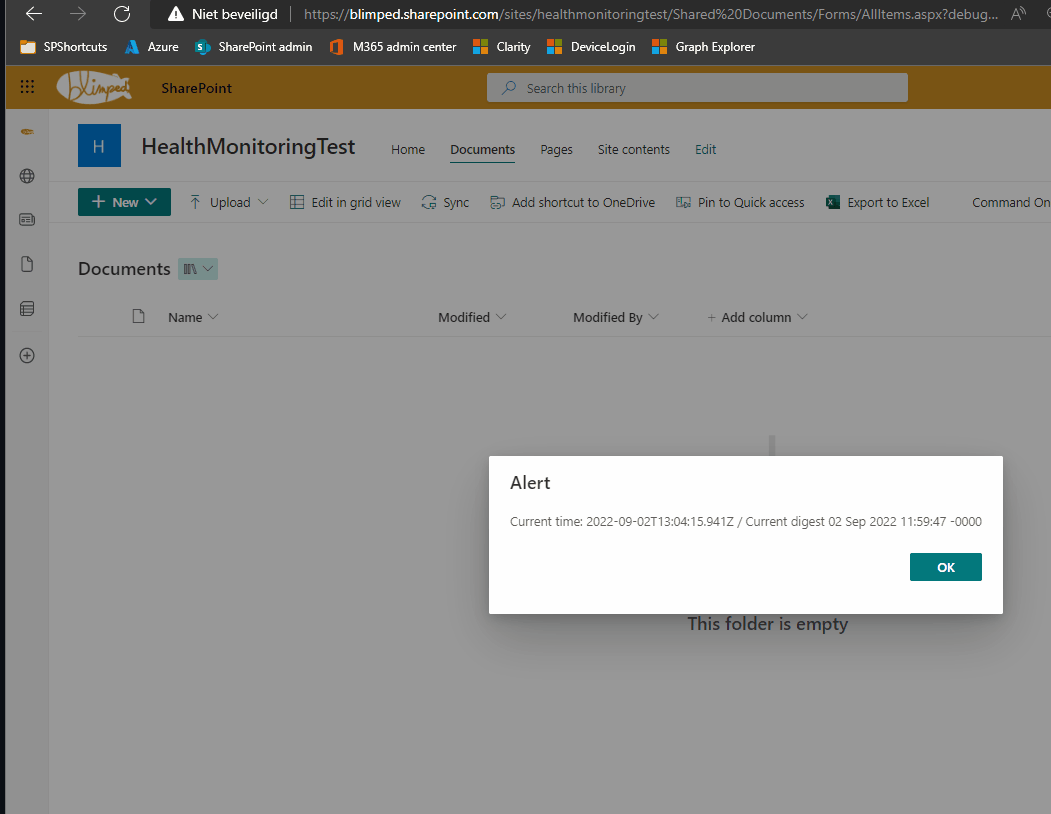 Niet beveiligd https://blimped.sharepoint.com/sites/healthmonitoringtest/Shared%20Documents/Forms/AllItems.aspx?debug...
SPShortcuts Azure SharePoint admin M365 admin center Clarity DeviceLogin Graph Explorer
blimped SharePoint Search this library
H HealthMonitoringTest Home Documents Pages Site contents Edit
New Upload Edit in grid view Sync Add shortcut to OneDrive Pin to Quick access Export to Excel Command On
Documents
Name Modified Modified By + Add column
Alert
Current time: 2022-09-02T13:04:15.941Z / Current digest 02 Sep 2022 11:59:47 -0000
OK
This folder is empty